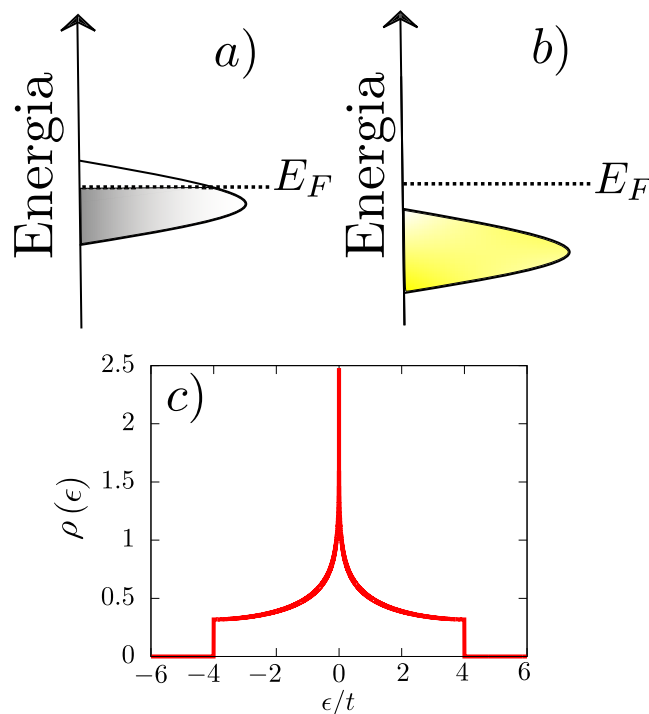 a)
b)
Energia
E_F
Energia
E_F
c)
2.5
2
1.5
1
0.5
0
ρ (ϵ)
−6 −4 −2 0 2 4 6
ϵ/t